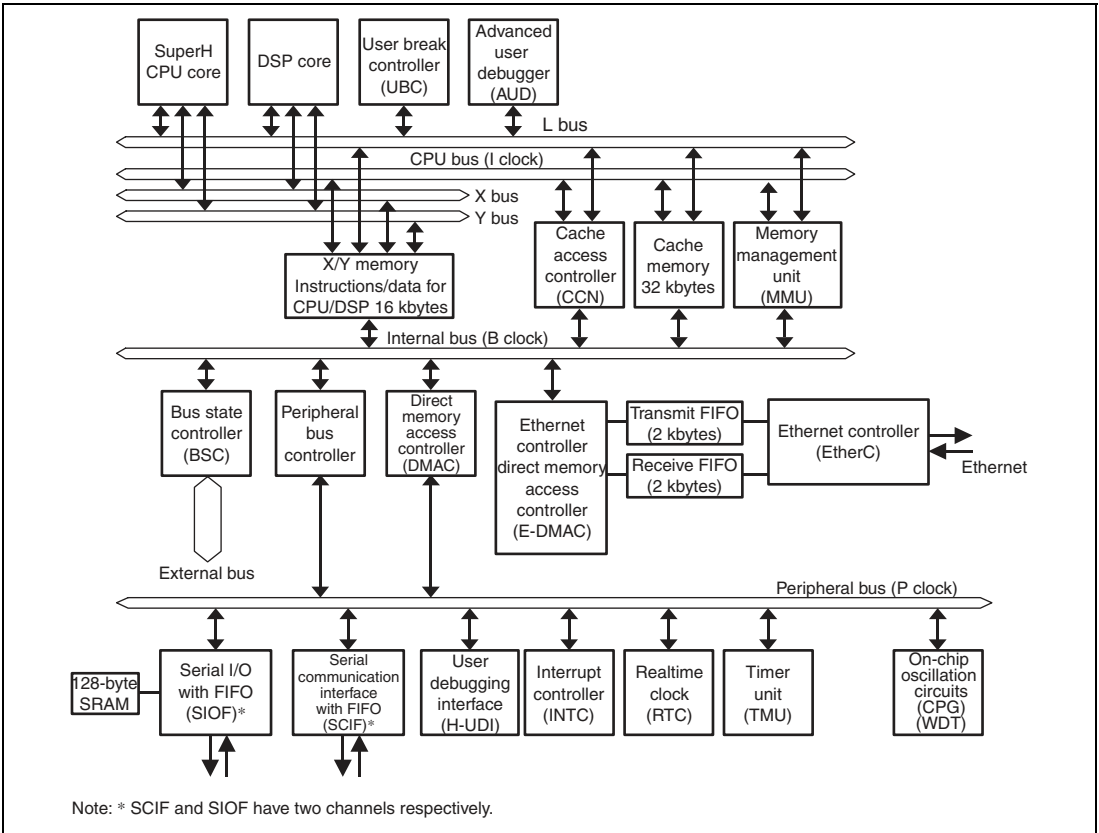 SuperH
CPU core
DSP core
User break
controller
(UBC)
Advanced
user
debugger
(AUD)
L bus
CPU bus (I clock)
X bus
Y bus
X/Y memory
Instructions/data for
CPU/DSP 16 kbytes
Cache
access
controller
(CCN)
Cache
memory
32 kbytes
Memory
management
unit
(MMU)
Internal bus (B clock)
Bus state
controller
(BSC)
Peripheral
bus
controller
Direct
memory
access
controller
(DMAC)
Ethernet
controller
direct memory
access
controller
(E-DMAC)
Transmit FIFO
(2 kbytes)
Receive FIFO
(2 kbytes)
Ethernet controller
(EtherC)
Ethernet
External bus
Peripheral bus (P clock)
128-byte
SRAM
Serial I/O
with FIFO
(SIOF)*
Serial
communication
interface
with FIFO
(SCIF)*
User
debugging
interface
(H-UDI)
Interrupt
controller
(INTC)
Realtime
clock
(RTC)
Timer
unit
(TMU)
On-chip
oscillation
circuits
(CPG)
(WDT)
Note: * SCIF and SIOF have two channels respectively.